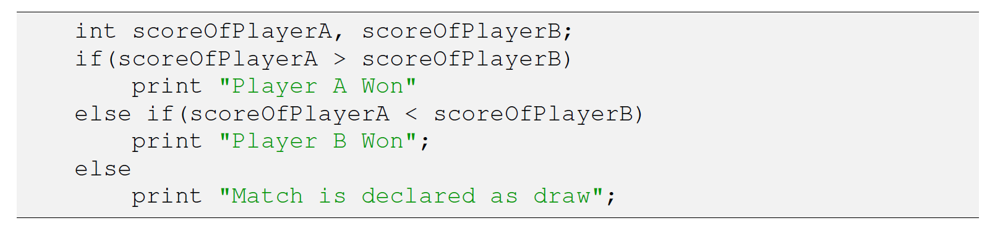 int scoreOfPlayerA, scoreOfPlayerB;
if(scoreOfPlayerA > scoreOfPlayerB)
    print "Player A Won"
else if(scoreOfPlayerA < scoreOfPlayerB)
    print "Player B Won";
else
    print "Match is declared as draw";